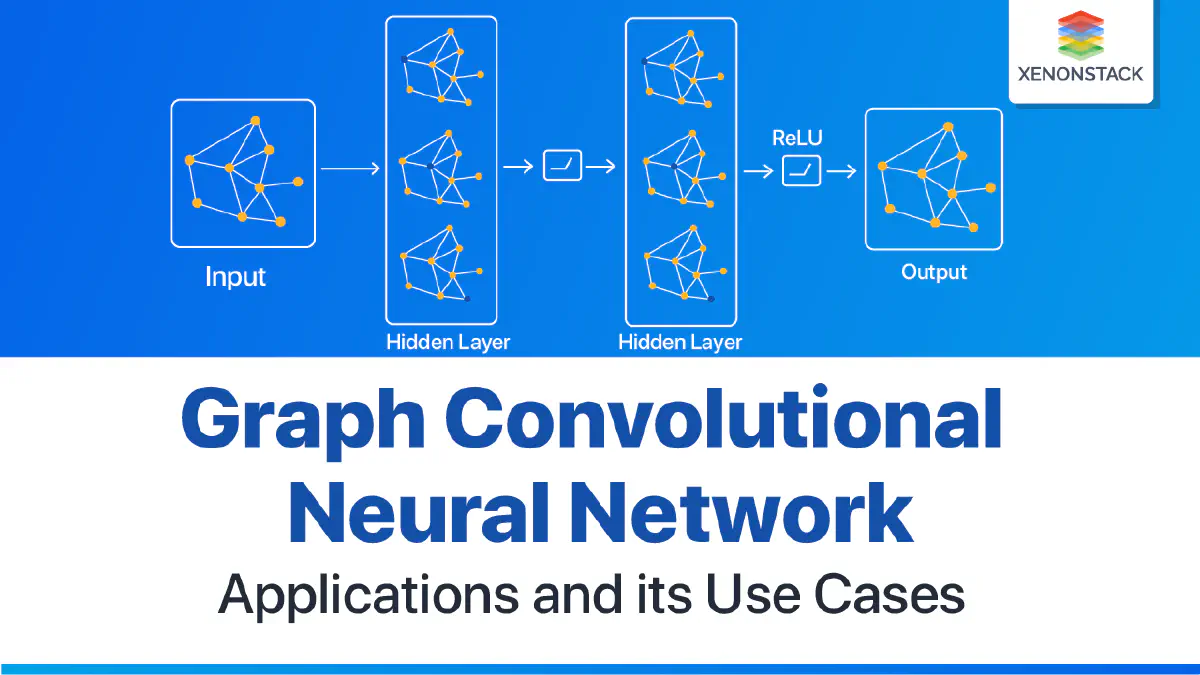 XENONSTACK
ReLU
Input
Output
Hidden Layer
Hidden Layer
Graph Convolutional
Neural Network
Applications and its Use Cases